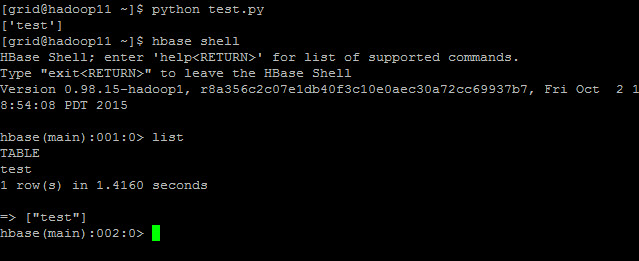 [grid@hadoop11 ~]$ python test.py
['test']
[grid@hadoop11 ~]$ hbase shell
HBase Shell; enter 'help<RETURN>' for list of supported commands.
Type "exit<RETURN>" to leave the HBase Shell
Version 0.98.15-hadoop1, r8a356c2c07e1db40f3c10e0aec30a72cc69937b7, Fri Oct  2 1
8:54:08 PDT 2015
hbase(main):001:0> list
TABLE
test
1 row(s) in 1.4160 seconds
=> ["test"]
hbase(main):002:0>